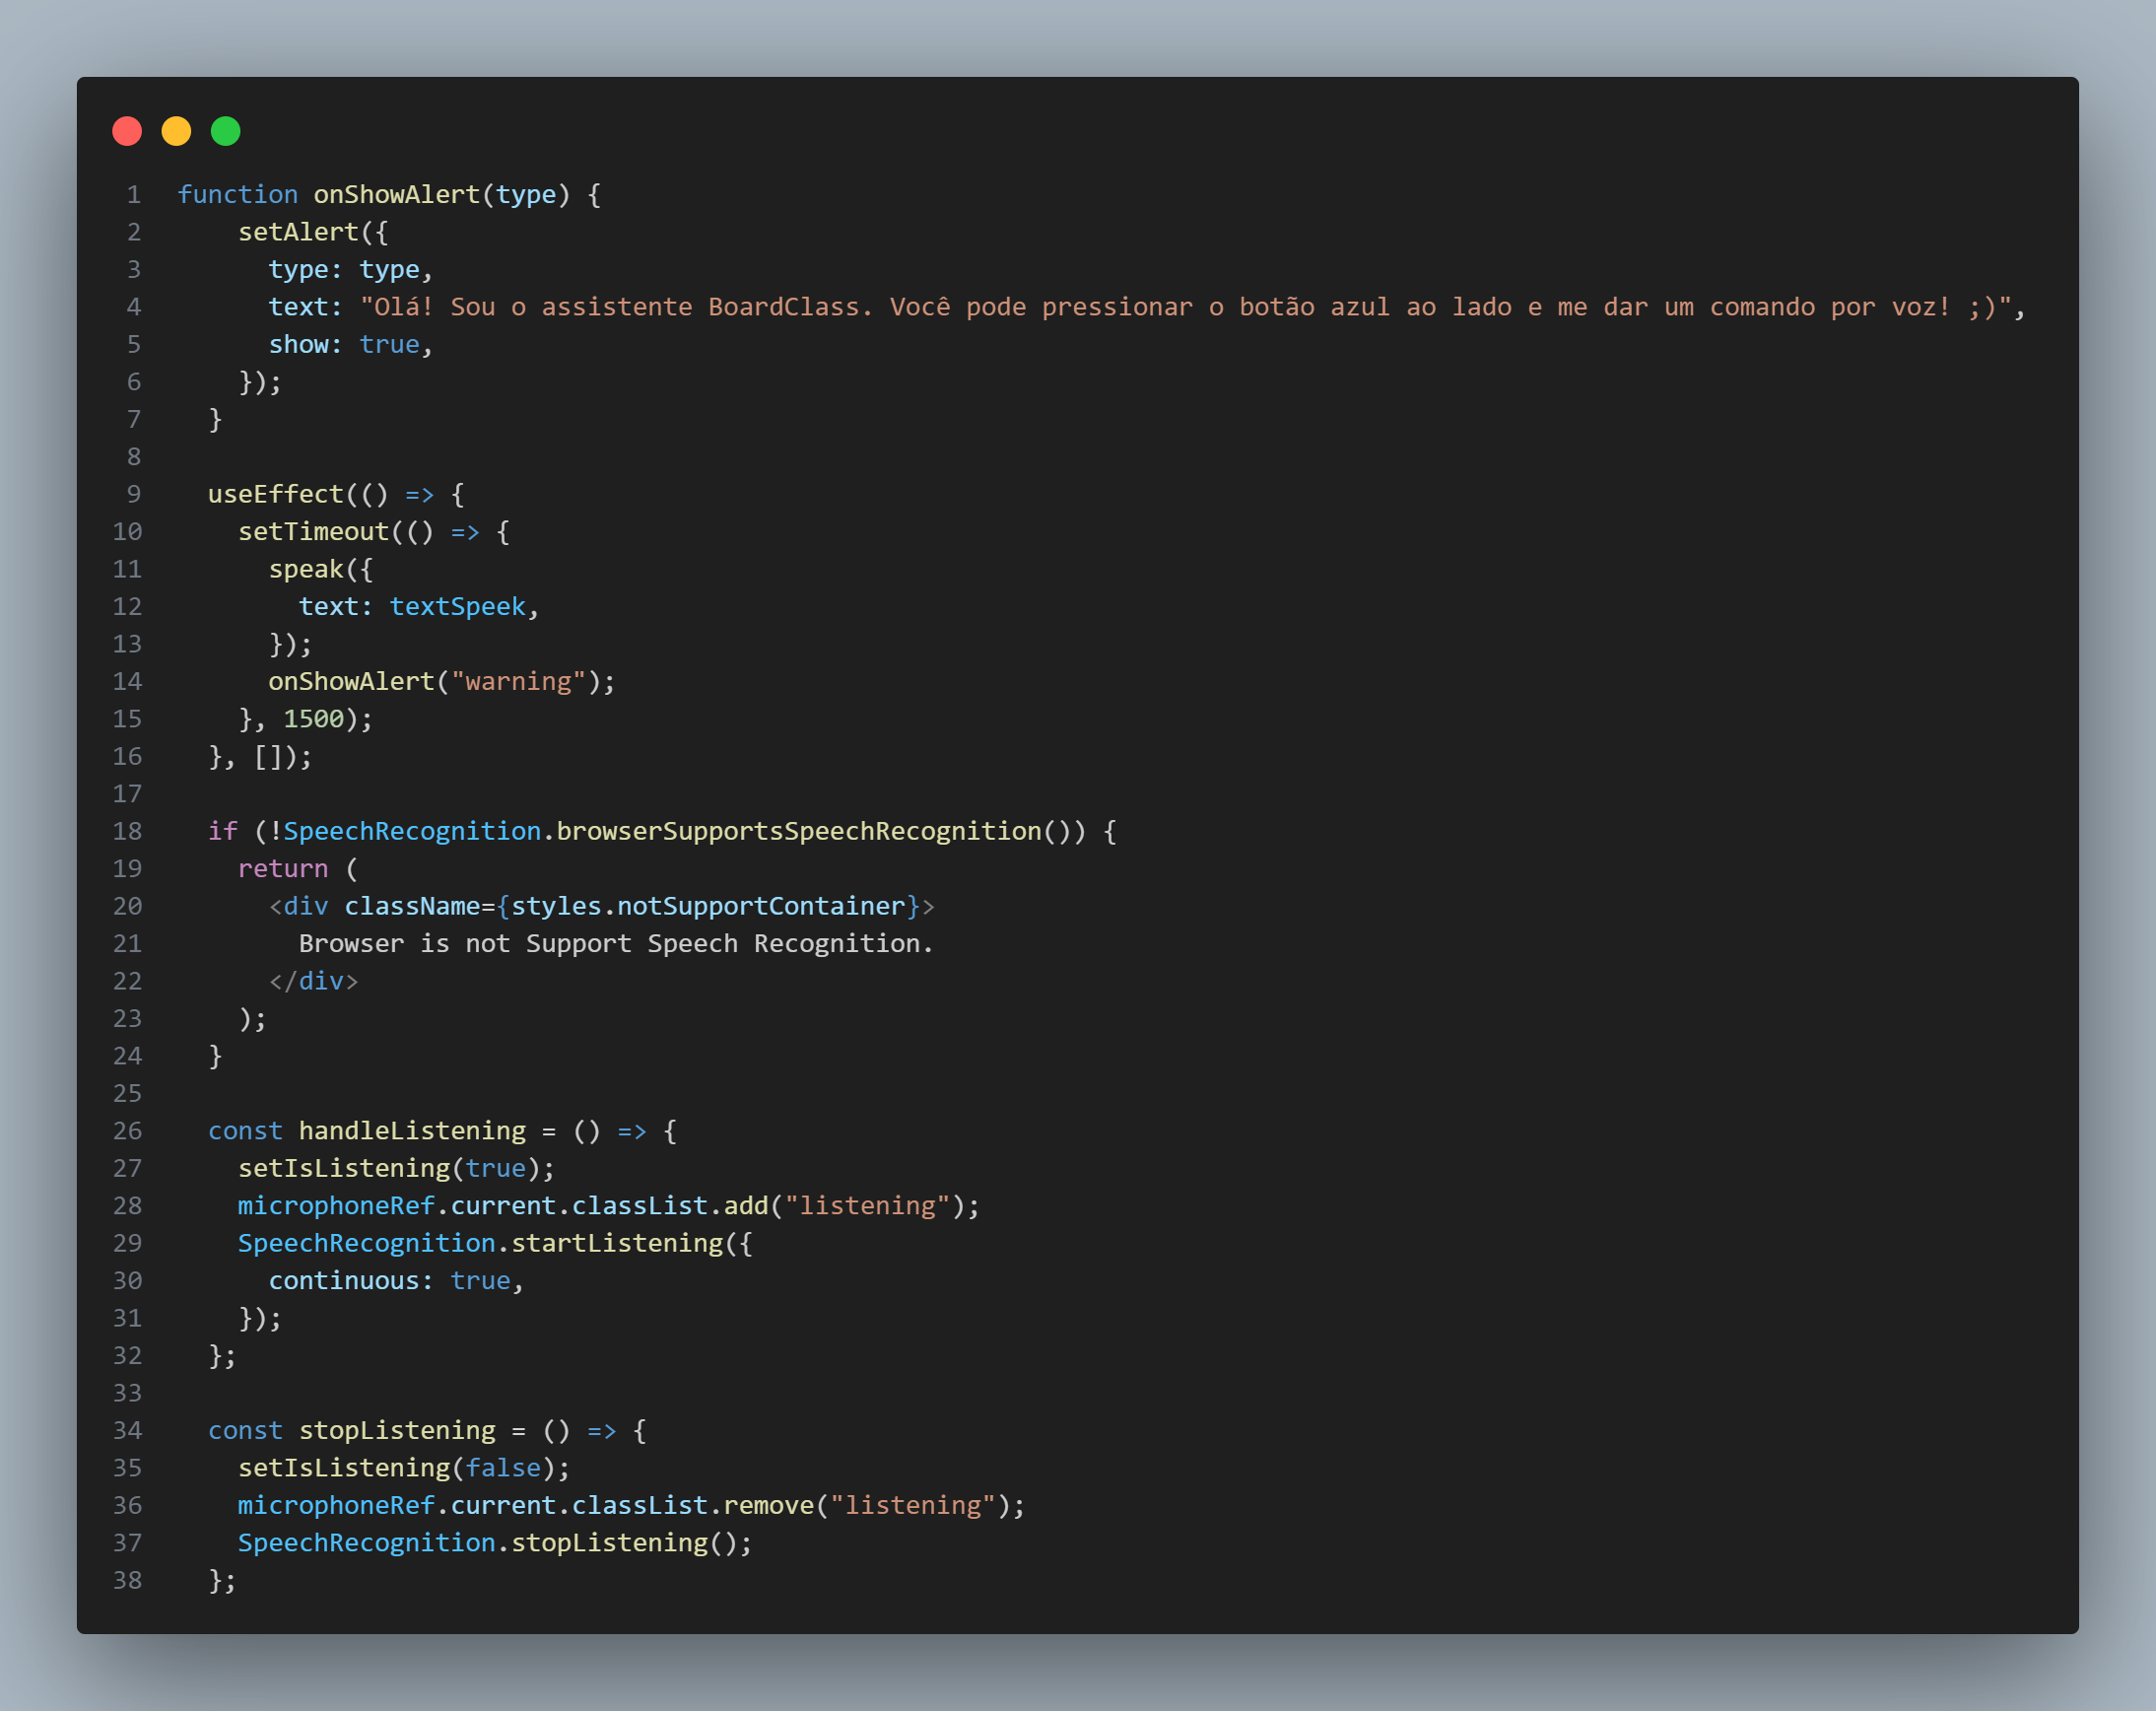 1 function onShowAlert(type) {
2 setAlert({
3 type: type,
4 text: "Olá! Sou o assistente BoardClass. Você pode pressionar o botão azul ao lado e me dar um comando por voz! ;)",
5 show: true,
6 });
7 }
8
9 useEffect(() => {
10 setTimeout(() => {
11 speak({
12 text: textSpeek,
13 });
14 onShowAlert("warning");
15 }, 1500);
16 }, []);
17
18 if (!SpeechRecognition.browserSupportsSpeechRecognition()) {
19 return (
20 <div className={styles.notSupportContainer}>
21 Browser is not Support Speech Recognition.
22 </div>
23 );
24 }
25
26 const handleListening = () => {
27 setIsListening(true);
28 microphoneRef.current.classList.add("listening");
29 SpeechRecognition.startListening({
30 continuous: true,
31 });
32 };
33
34 const stopListening = () => {
35 setIsListening(false);
36 microphoneRef.current.classList.remove("listening");
37 SpeechRecognition.stopListening();
38 };